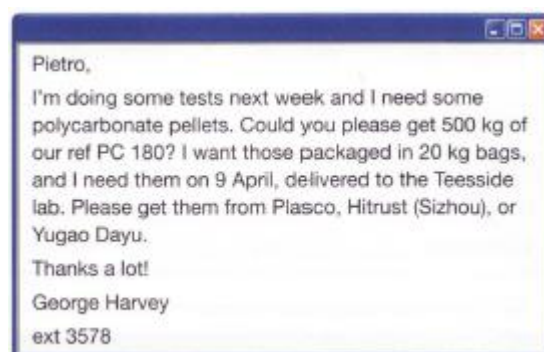 Pietro,
I'm doing some tests next week and I need some
polycarbonate pellets. Could you please get 500 kg of
our ref PC 180? I want those packaged in 20 kg bags,
and I need them on 9 April, delivered to the Teesside
lab. Please get them from Plasco, Hitrust (Sizhou), or
Yugao Dayu.
Thanks a lot!
George Harvey
ext 3578